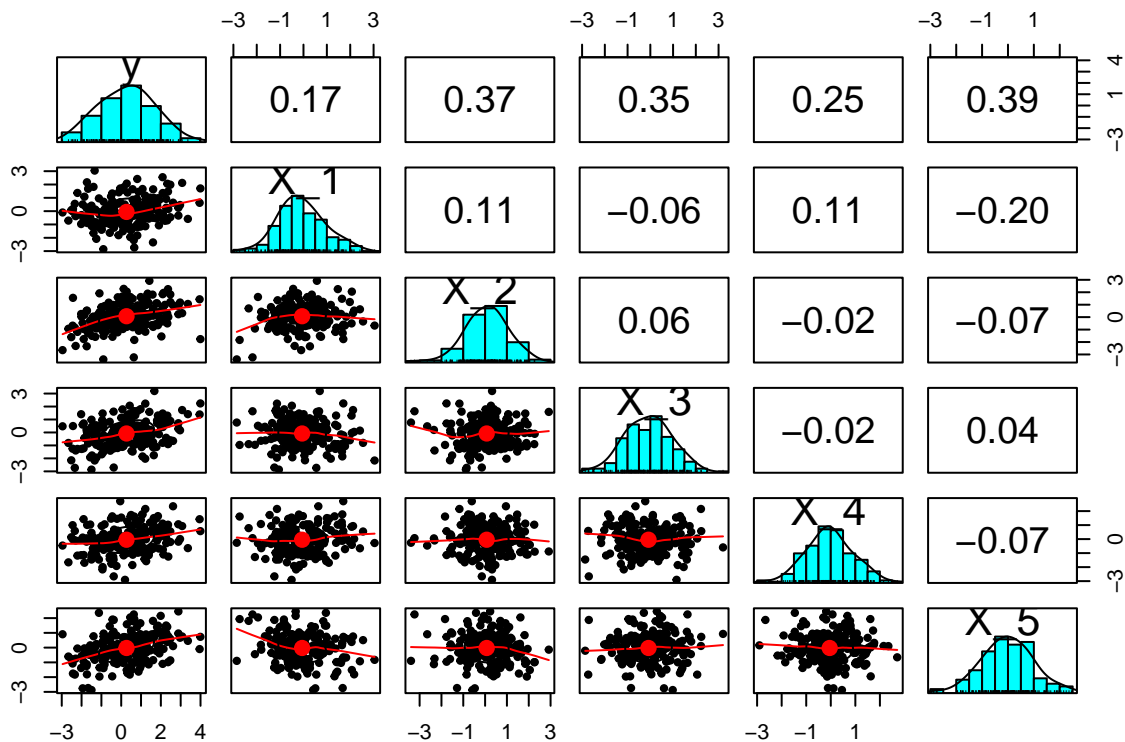 −3 −1 1 3 −3 −1 1 3 −3 −1 1
y 0.17 0.37 0.35 0.25 0.39
−3 1 4
3 0 −3
X_1 0.11 −0.06 0.11 −0.20
X_2 0.06 −0.02 −0.07
−3 0 3
3 0 −3
X_3 −0.02 0.04
X_4 −0.07
−3 0
0 −3
X_5
−3 0 2 4 −3 −1 1 3 −3 −1 1